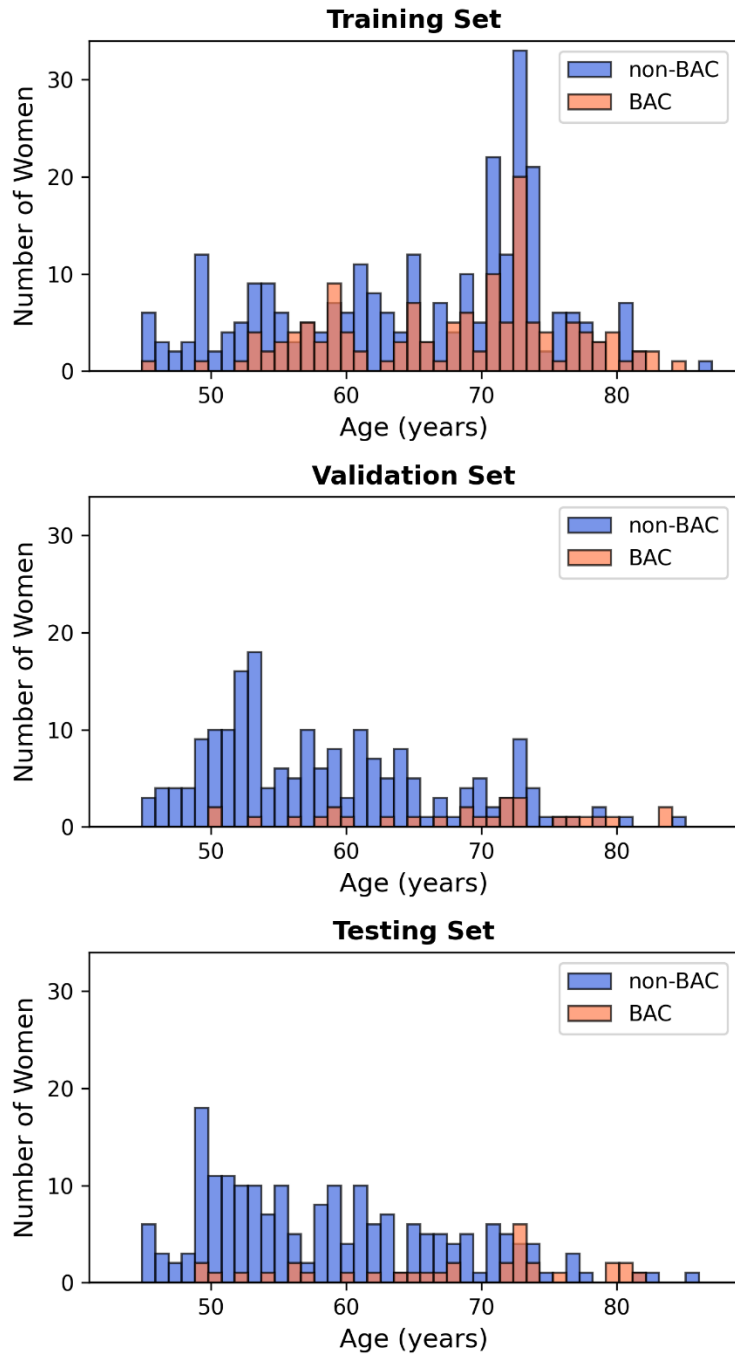 Training Set
non-BAC
BAC
30
20
10
0
50 60 70 80
Number of Women
Age (years)
Validation Set
non-BAC
BAC
30
20
10
0
50 60 70 80
Number of Women
Age (years)
Testing Set
non-BAC
BAC
30
20
10
0
50 60 70 80
Number of Women
Age (years)